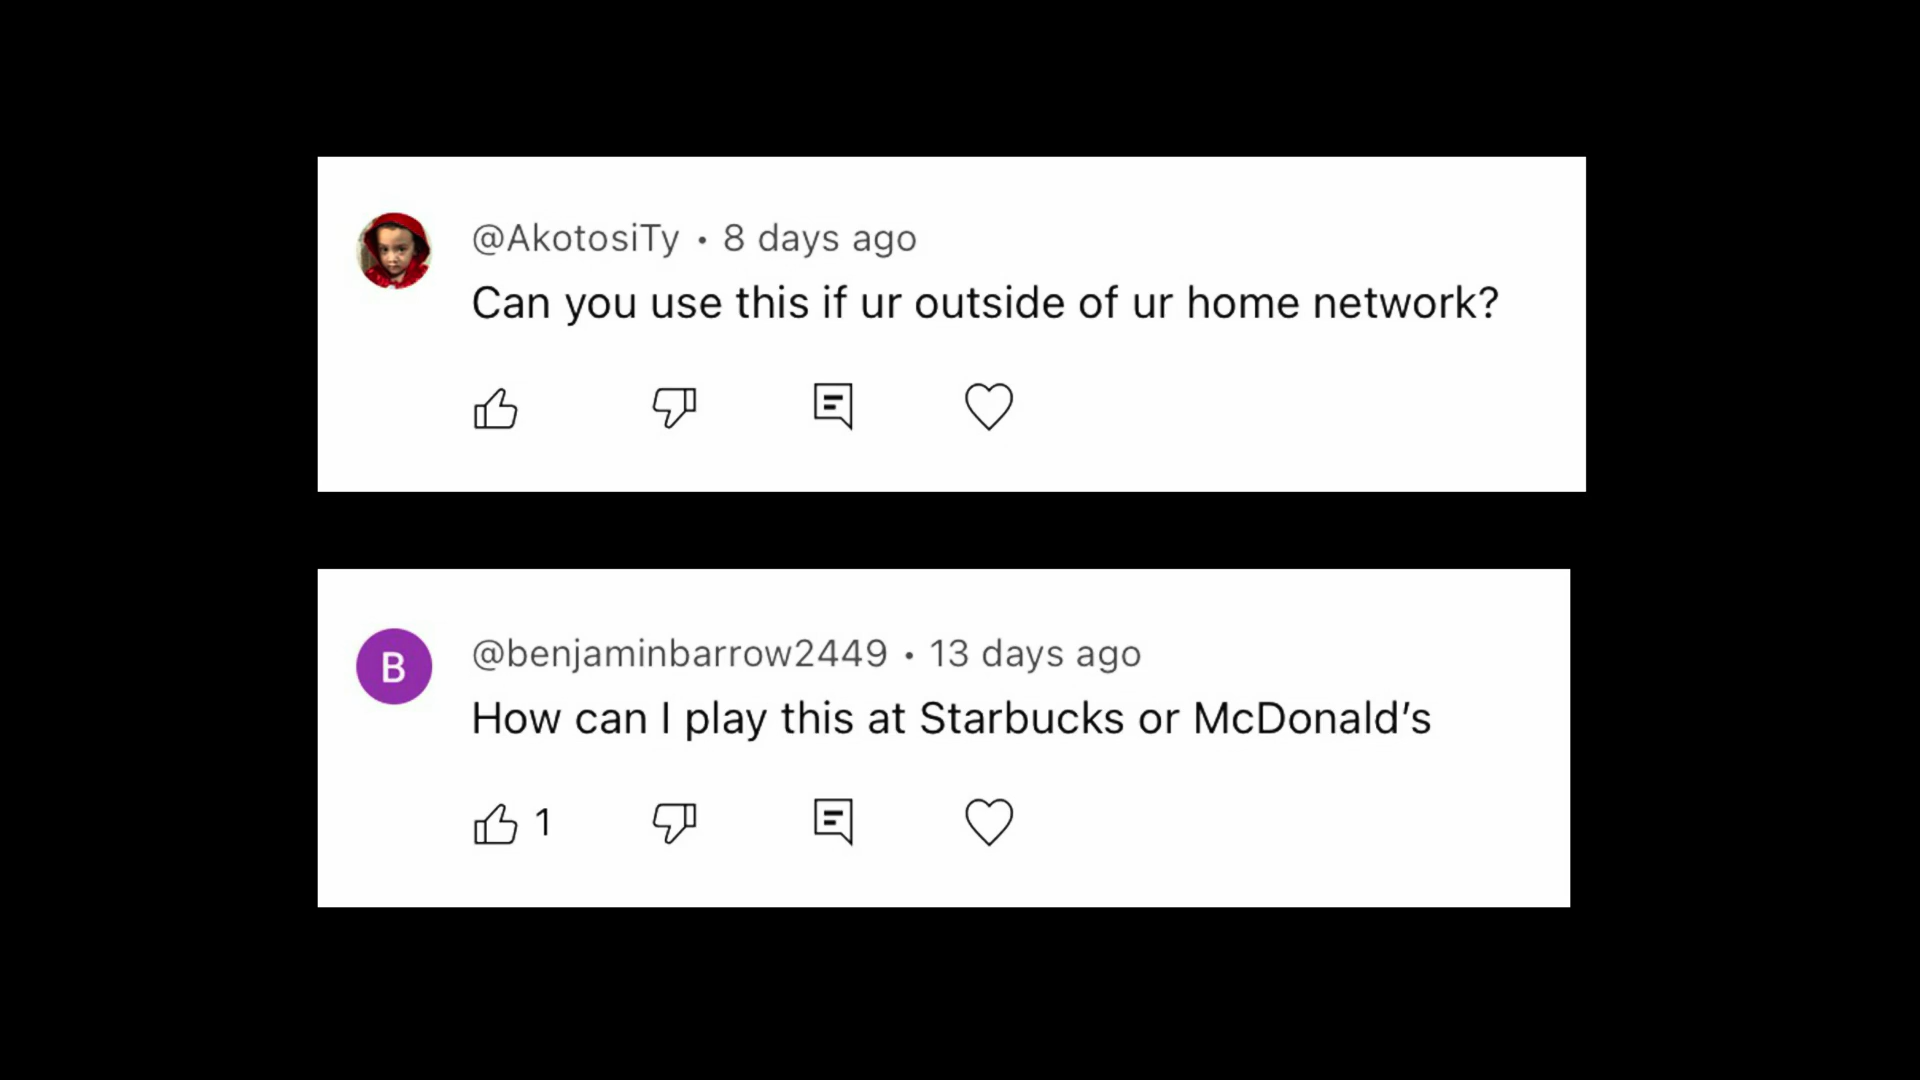 @AkotosiTy • 8 days ago
Can you use this if ur outside of ur home network?
B
@benjaminbarrow2449 • 13 days ago
How can I play this at Starbucks or McDonald's
1